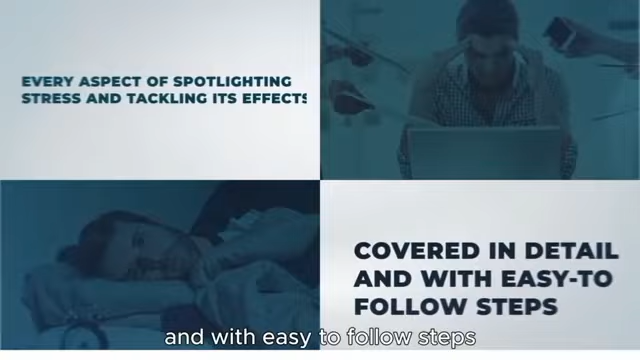 EVERY ASPECT OF SPOTLIGHTING
STRESS AND TACKLING ITS EFFECTS
COVERED IN DETAIL
AND WITH EASY-TO
FOLLOW STEPS
and with easy to follow steps